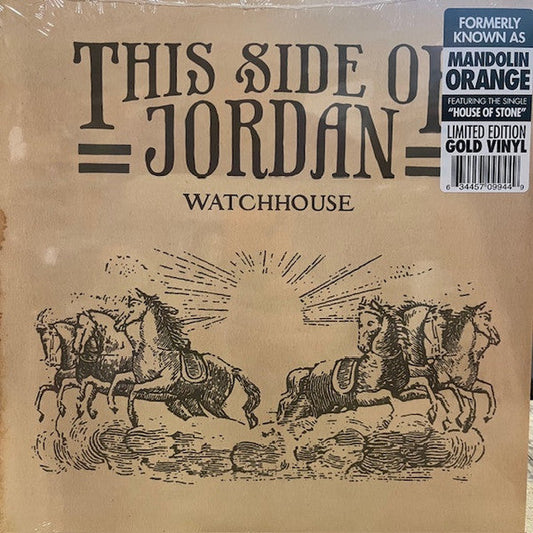 THIS SIDE OF
JORDAN
WATCHHOUSE
FORMERLY
KNOWN AS
MANDOLIN
ORANGE
FEATURING THE SINGLE
"HOUSE OF STONE"
LIMITED EDITION
GOLD VINYL
6 34457 09944 9